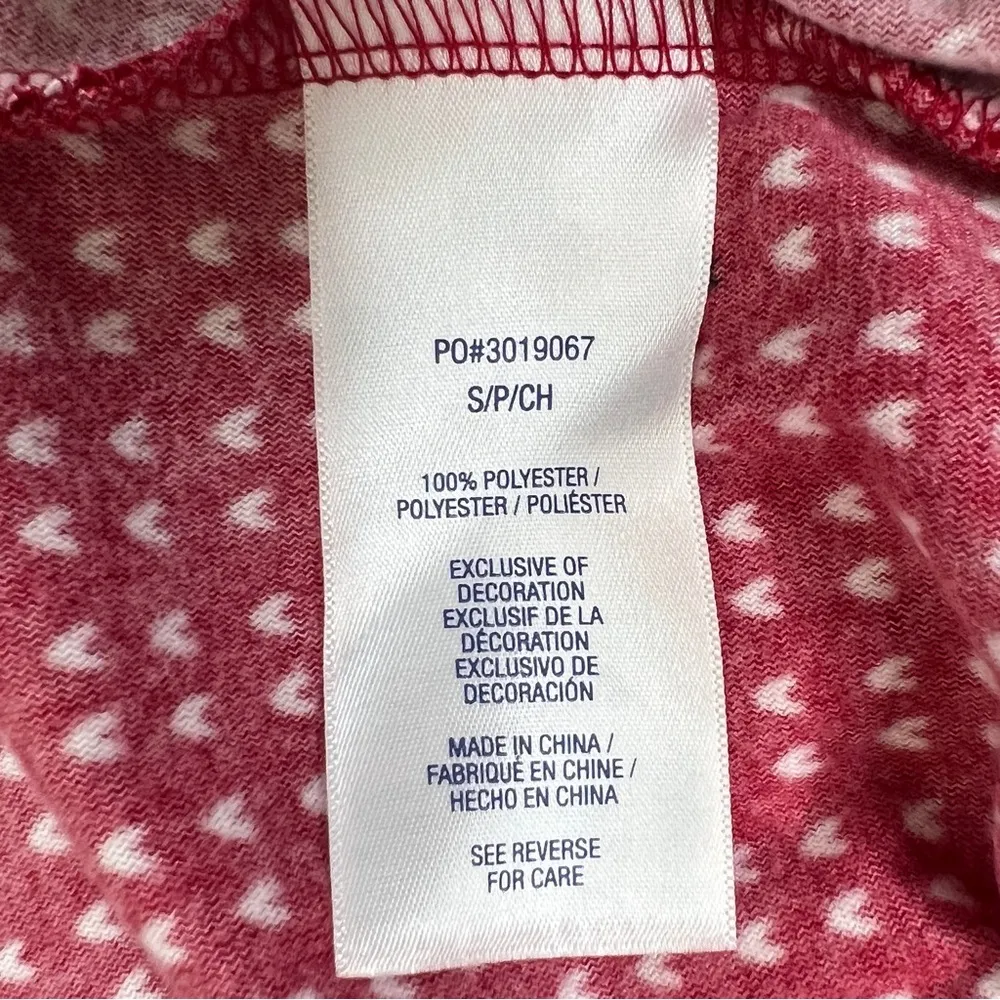 PO#3019067
S/P/CH
100% POLYESTER /
POLYESTER / POLIÉSTER
EXCLUSIVE OF
DECORATION
EXCLUSIF DE LA
DÉCORATION
EXCLUSIVO DE
DECORACIÓN
MADE IN CHINA /
FABRIQUÉ EN CHINE /
HECHO EN CHINA
SEE REVERSE
FOR CARE